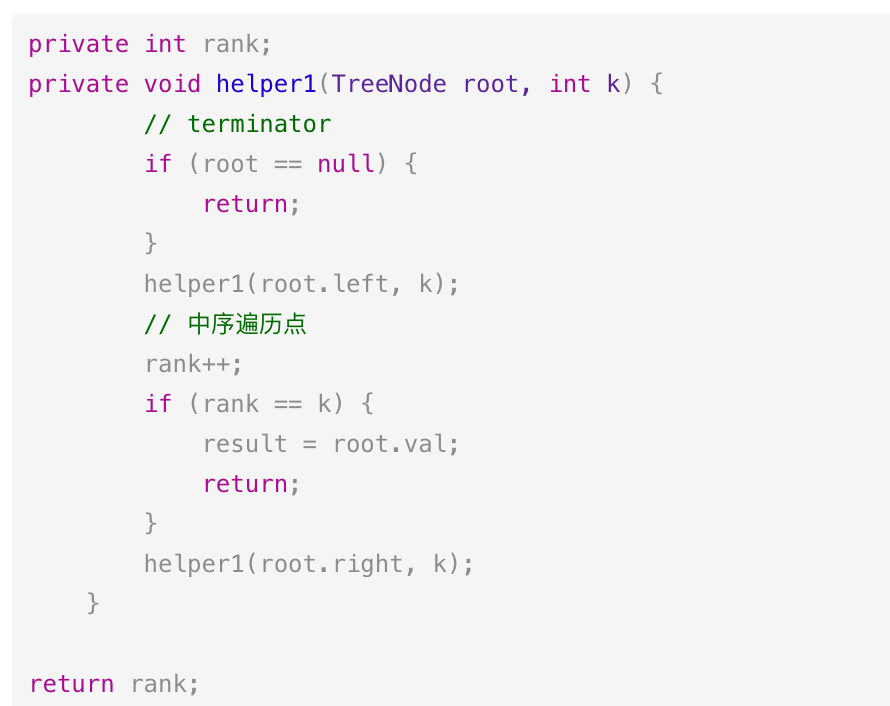 private int rank;
private void helper1(TreeNode root, int k) {
        // terminator
        if (root == null) {
            return;
        }
        helper1(root.left, k);
        // 中序遍历点
        rank++;
        if (rank == k) {
            result = root.val;
            return;
        }
        helper1(root.right, k);
    }
return rank;